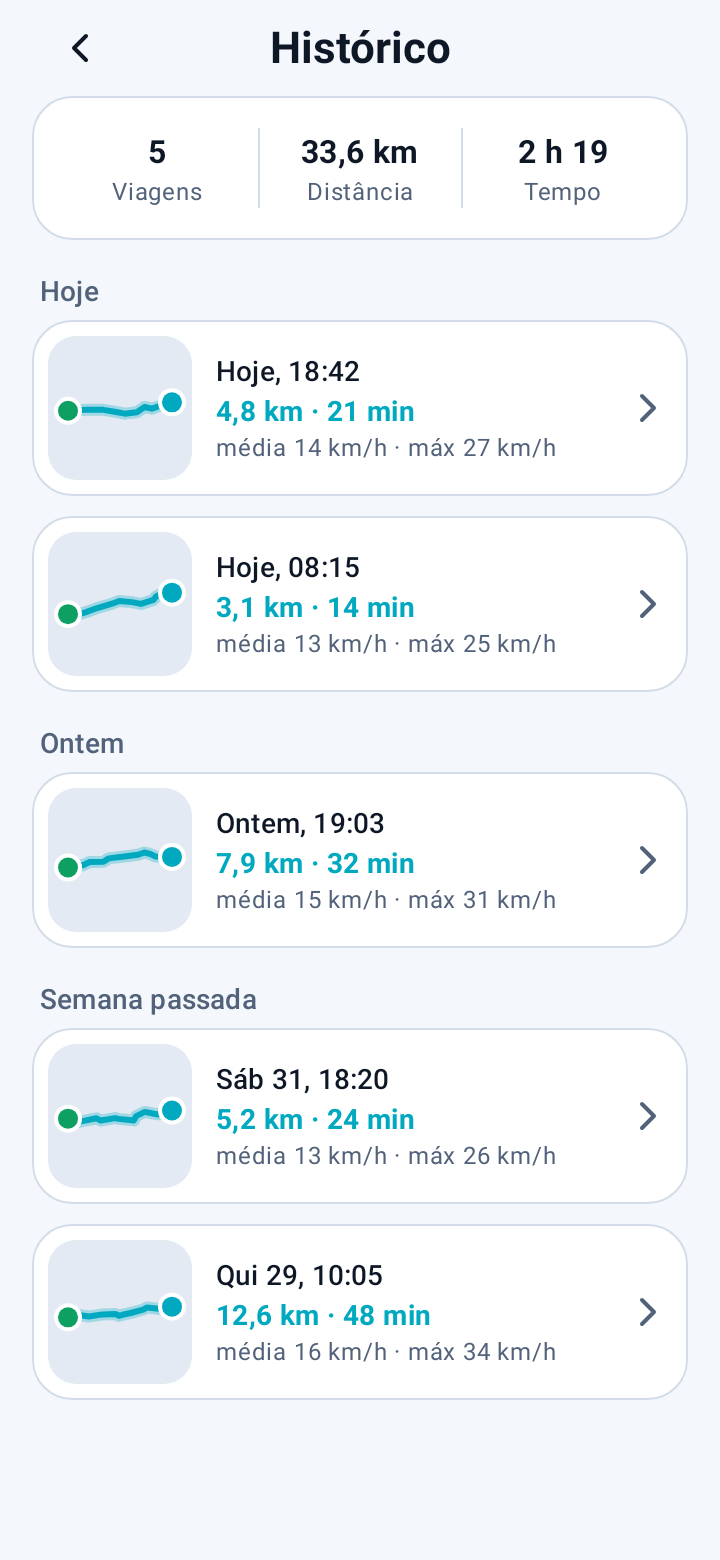 Histórico
5
Viagens
33,6 km
Distância
2 h 19
Tempo
Hoje
Hoje, 18:42
4,8 km · 21 min
média 14 km/h · máx 27 km/h
Hoje, 08:15
3,1 km · 14 min
média 13 km/h · máx 25 km/h
Ontem
Ontem, 19:03
7,9 km · 32 min
média 15 km/h · máx 31 km/h
Semana passada
Sáb 31, 18:20
5,2 km · 24 min
média 13 km/h · máx 26 km/h
Qui 29, 10:05
12,6 km · 48 min
média 16 km/h · máx 34 km/h